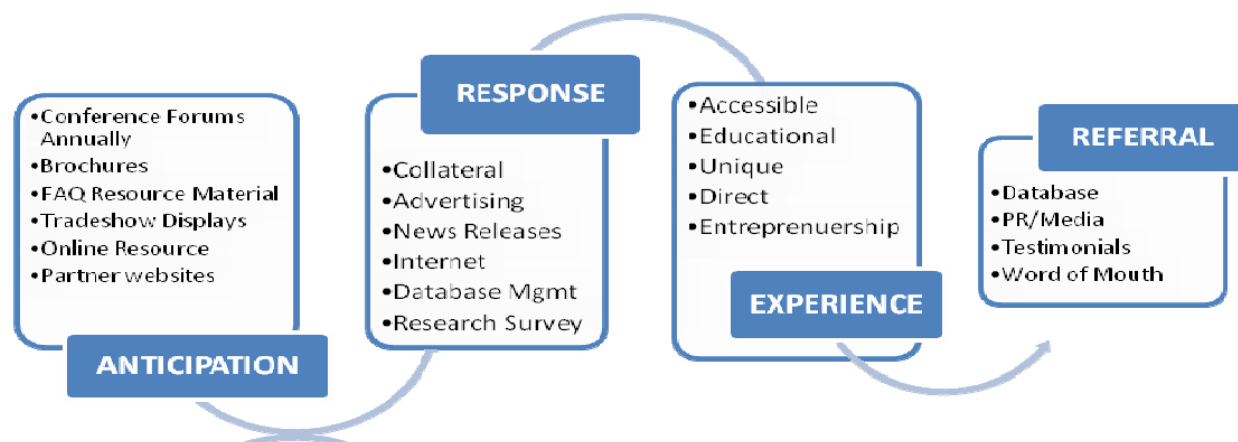 •Conference Forums
Annually
•Brochures
•FAQ Resource Material
•Tradeshow Displays
•Online Resource
•Partner websites
ANTICIPATION
RESPONSE
•Collateral
•Advertising
•News Releases
•Internet
•Database Mgmt
•Research Survey
•Accessible
•Educational
•Unique
•Direct
•Entreprenuership
EXPERIENCE
REFERRAL
•Database
•PR/Media
•Testimonials
•Word of Mouth